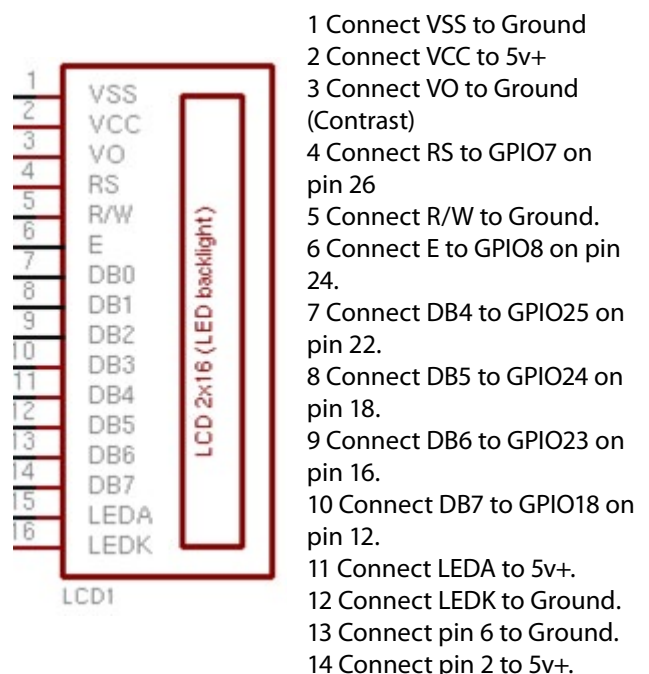 1
2
3
4
5
6
7
8
9
10
11
12
13
14
15
16
VSS
VCC
VO
RS
R/W
E
DB0
DB1
DB2
DB3
DB4
DB5
DB6
DB7
LEDA
LEDK
LCD 2x16 (LED backlight)
LCD1
1 Connect VSS to Ground
2 Connect VCC to 5v+
3 Connect VO to Ground
(Contrast)
4 Connect RS to GPIO7 on
pin 26
5 Connect R/W to Ground.
6 Connect E to GPIO8 on pin
24.
7 Connect DB4 to GPIO25 on
pin 22.
8 Connect DB5 to GPIO24 on
pin 18.
9 Connect DB6 to GPIO23 on
pin 16.
10 Connect DB7 to GPIO18 on
pin 12.
11 Connect LEDA to 5v+.
12 Connect LEDK to Ground.
13 Connect pin 6 to Ground.
14 Connect pin 2 to 5v+.